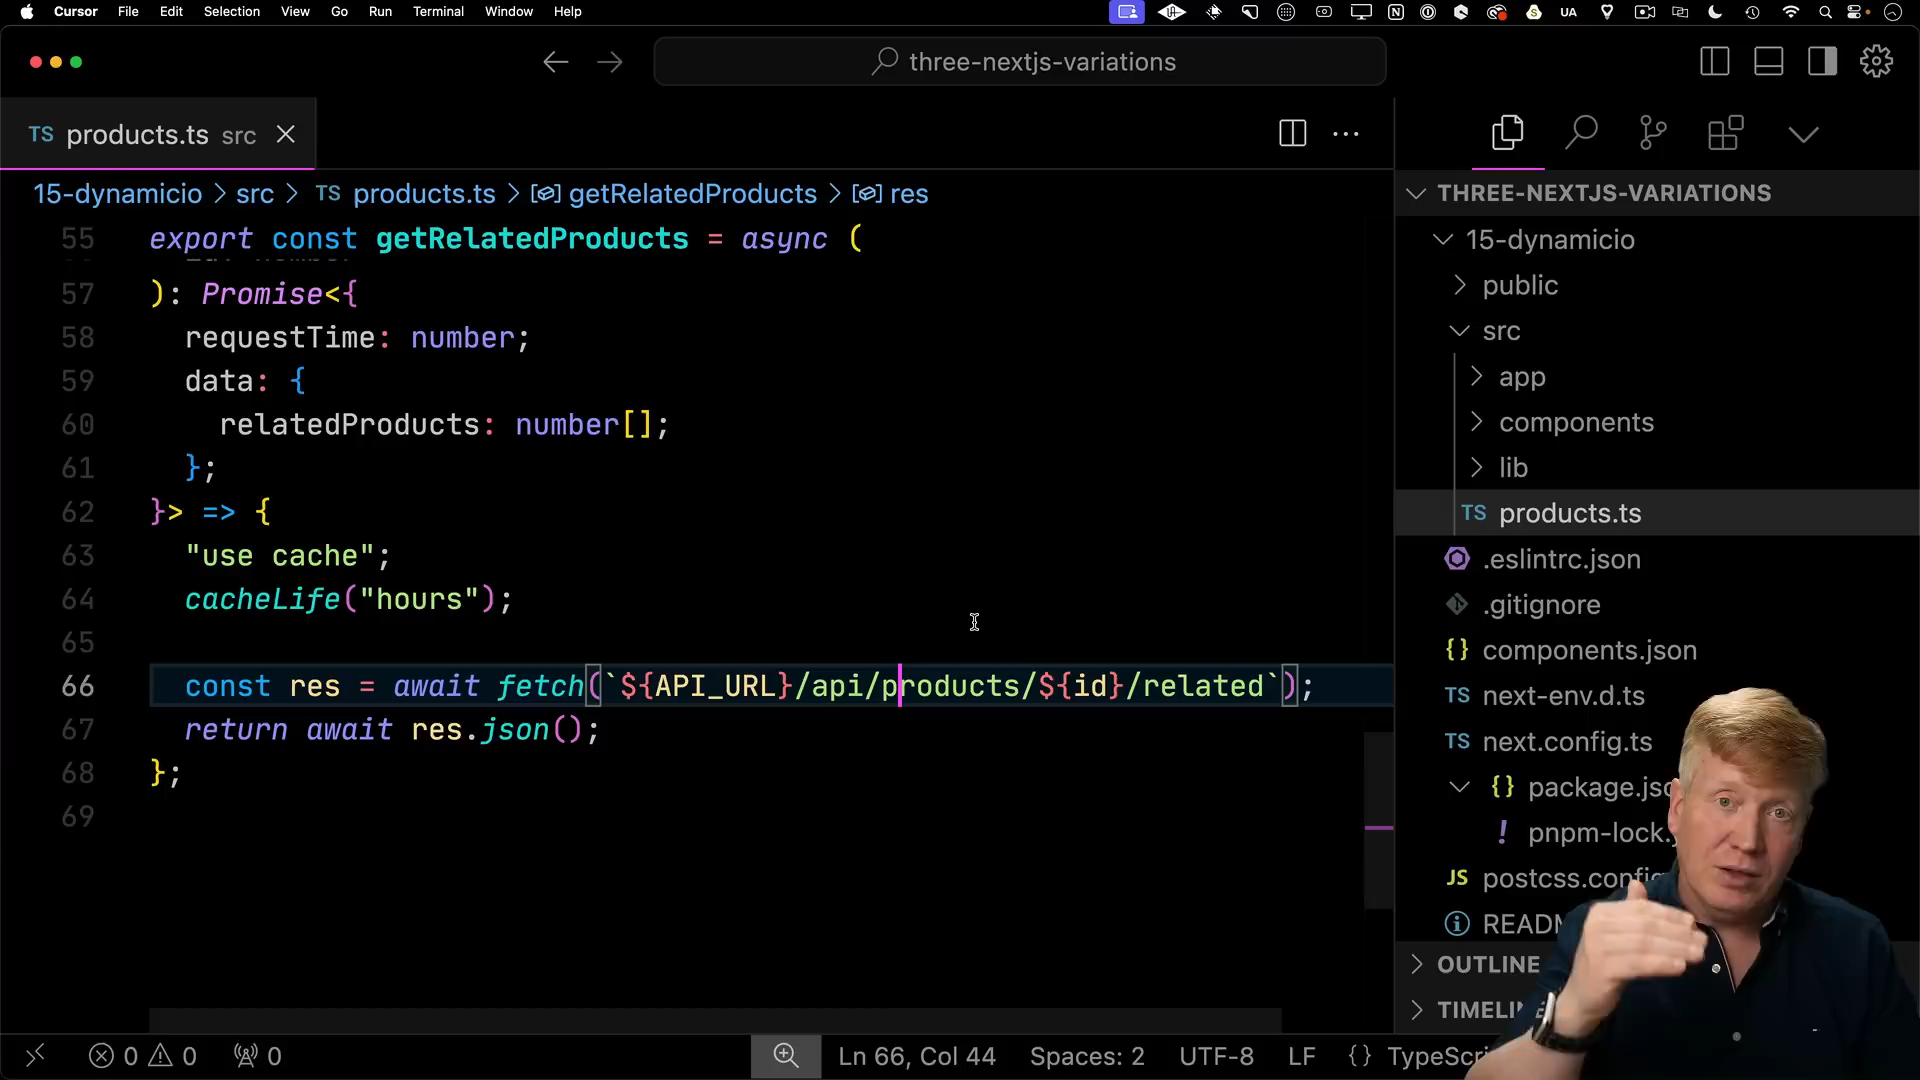 Cursor File Edit Selection View Go Run Terminal Window Help
UA
three-nextjs-variations
TS products.ts src
15-dynamicio > src > TS products.ts > getRelatedProducts > res
55 export const getRelatedProducts = async (
57 ): Promise<{
58 requestTime: number;
59 data: {
60 relatedProducts: number[];
61 };
62 }> => {
63 "use cache";
64 cacheLife("hours");
65
66 const res = await fetch(`${API_URL}/api/products/${id}/related`);
67 return await res.json();
68 };
69
THREE-NEXTJS-VARIATIONS
15-dynamicio
public
src
app
components
lib
TS products.ts
.eslintrc.json
.gitignore
{} components.json
TS next-env.d.ts
TS next.config.ts
{} package.jso
! pnpm-lock.
JS postcss.config
READM
OUTLINE
TIMELINE
0 0 0 Ln 66, Col 44 Spaces: 2 UTF-8 LF {} TypeScri